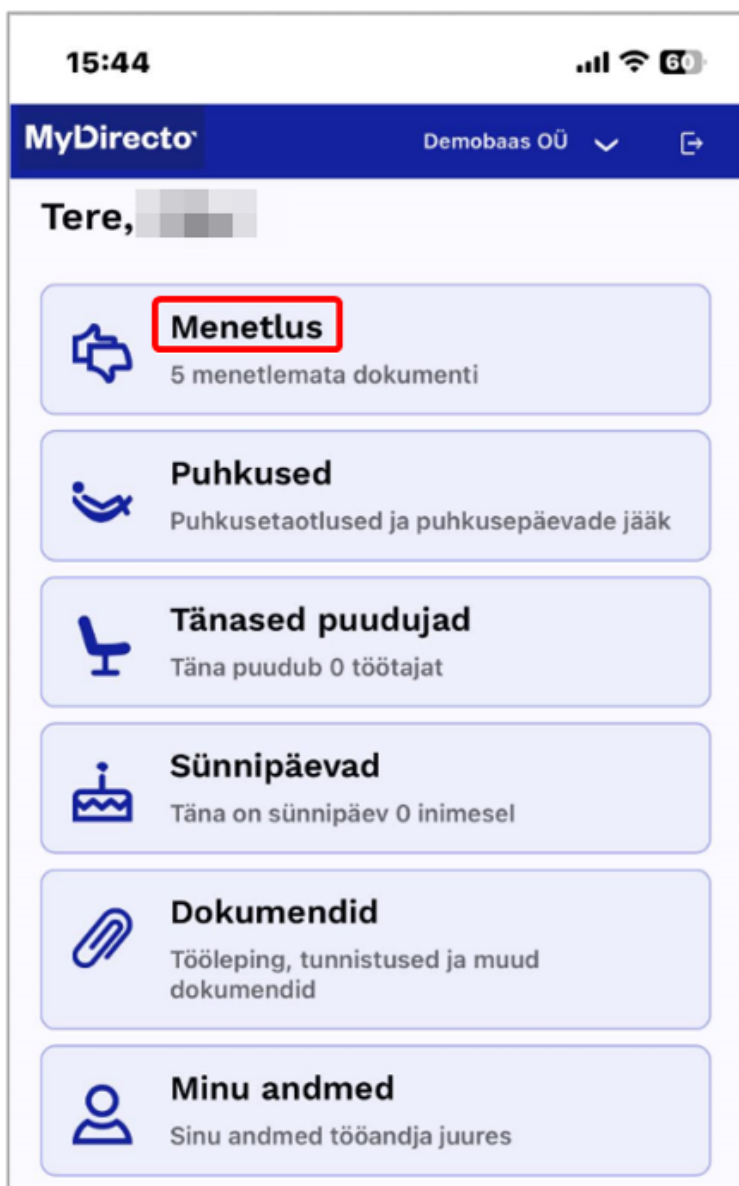 15:44
60
MyDirecto
Demobaas OÜ
Tere,
Menetlus
5 menetlemata dokumenti
Puhkused
Puhkusetaotlused ja puhkusepäevade jääk
Tänased puudujad
Täna puudub 0 töötajat
Sünnipäevad
Täna on sünnipäev 0 inimesel
Dokumendid
Tööleping, tunnistused ja muud
dokumendid
Minu andmed
Sinu andmed tööandja juures